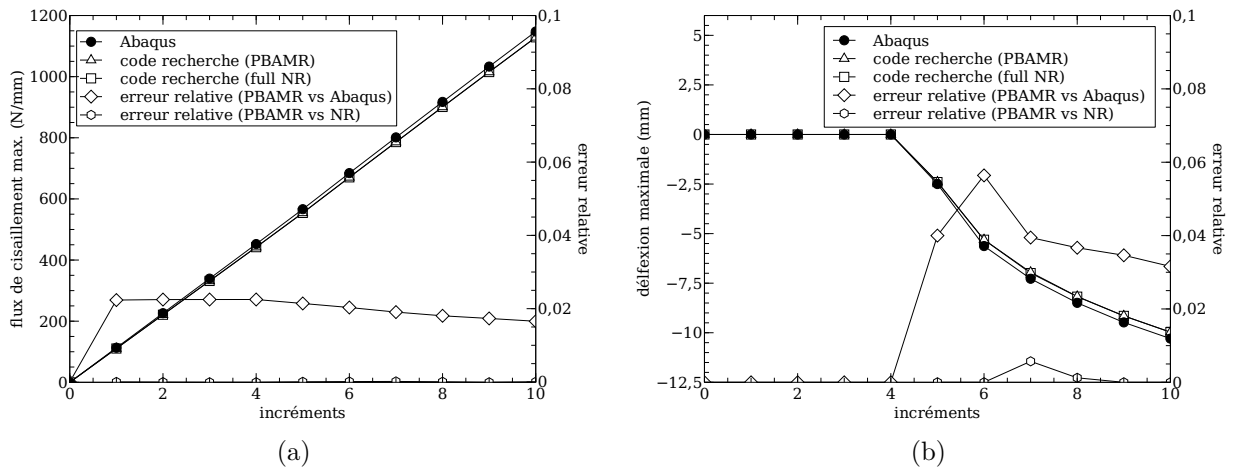 1200
1000
800
600
400
200
0
flux de cisaillement max. (N/mm)
Abaqus
code recherche (PBAMR)
code recherche (full NR)
erreur relative (PBAMR vs Abaqus)
erreur relative (PBAMR vs NR)
0,1
0,08
0,06
0,04
0,02
0
erreur relative
0 2 4 6 8 10
incréments
(a)
5
2,5
0
−2,5
−5
−7,5
−10
−12,5
délfexion maximale (mm)
Abaqus
code recherche (PBAMR)
code recherche (full NR)
erreur relative (PBAMR vs Abaqus)
erreur relative (PBAMR vs NR)
0,1
0,08
0,06
0,04
0,02
0
erreur relative
0 2 4 6 8 10
incréments
(b)